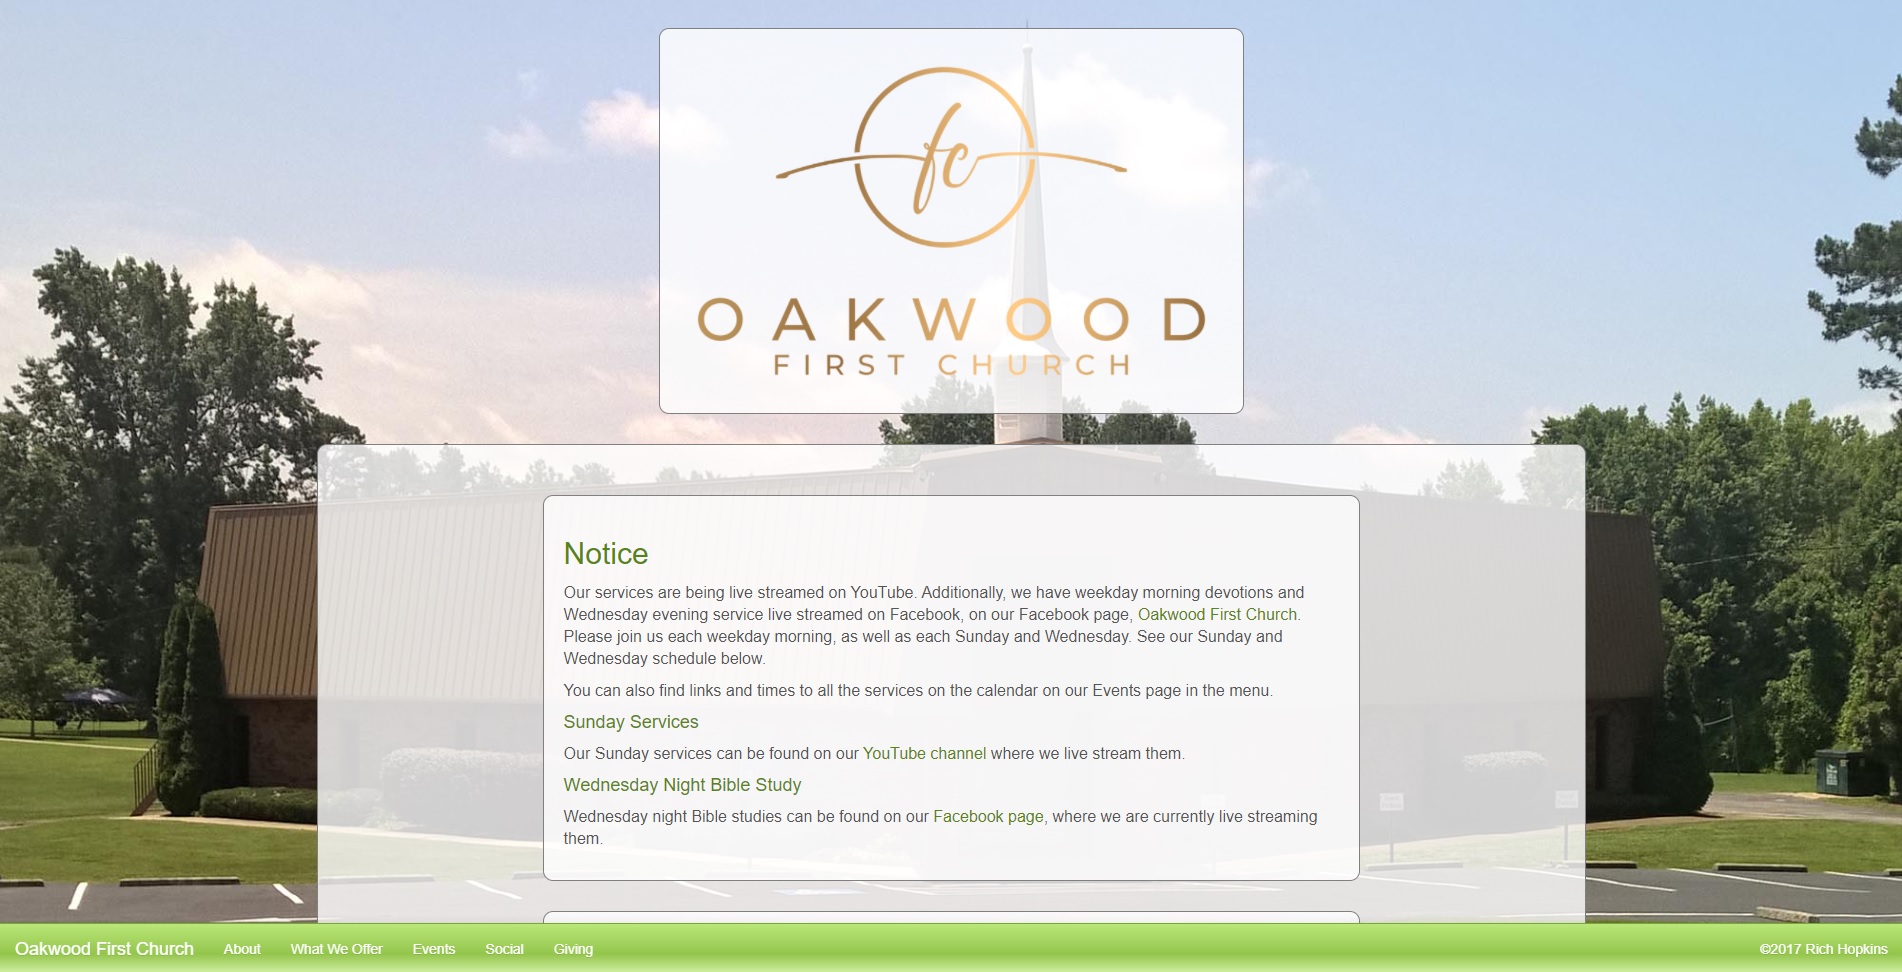 fc
OAKWOOD
FIRST CHURCH
Notice
Our services are being live streamed on YouTube. Additionally, we have weekday morning devotions and
Wednesday evening service live streamed on Facebook, on our Facebook page, Oakwood First Church.
Please join us each weekday morning, as well as each Sunday and Wednesday. See our Sunday and
Wednesday schedule below.
You can also find links and times to all the services on the calendar on our Events page in the menu.
Sunday Services
Our Sunday services can be found on our YouTube channel where we live stream them.
Wednesday Night Bible Study
Wednesday night Bible studies can be found on our Facebook page, where we are currently live streaming
them.
Oakwood First Church About What We Offer Events Social Giving ©2017 Rich Hopkins